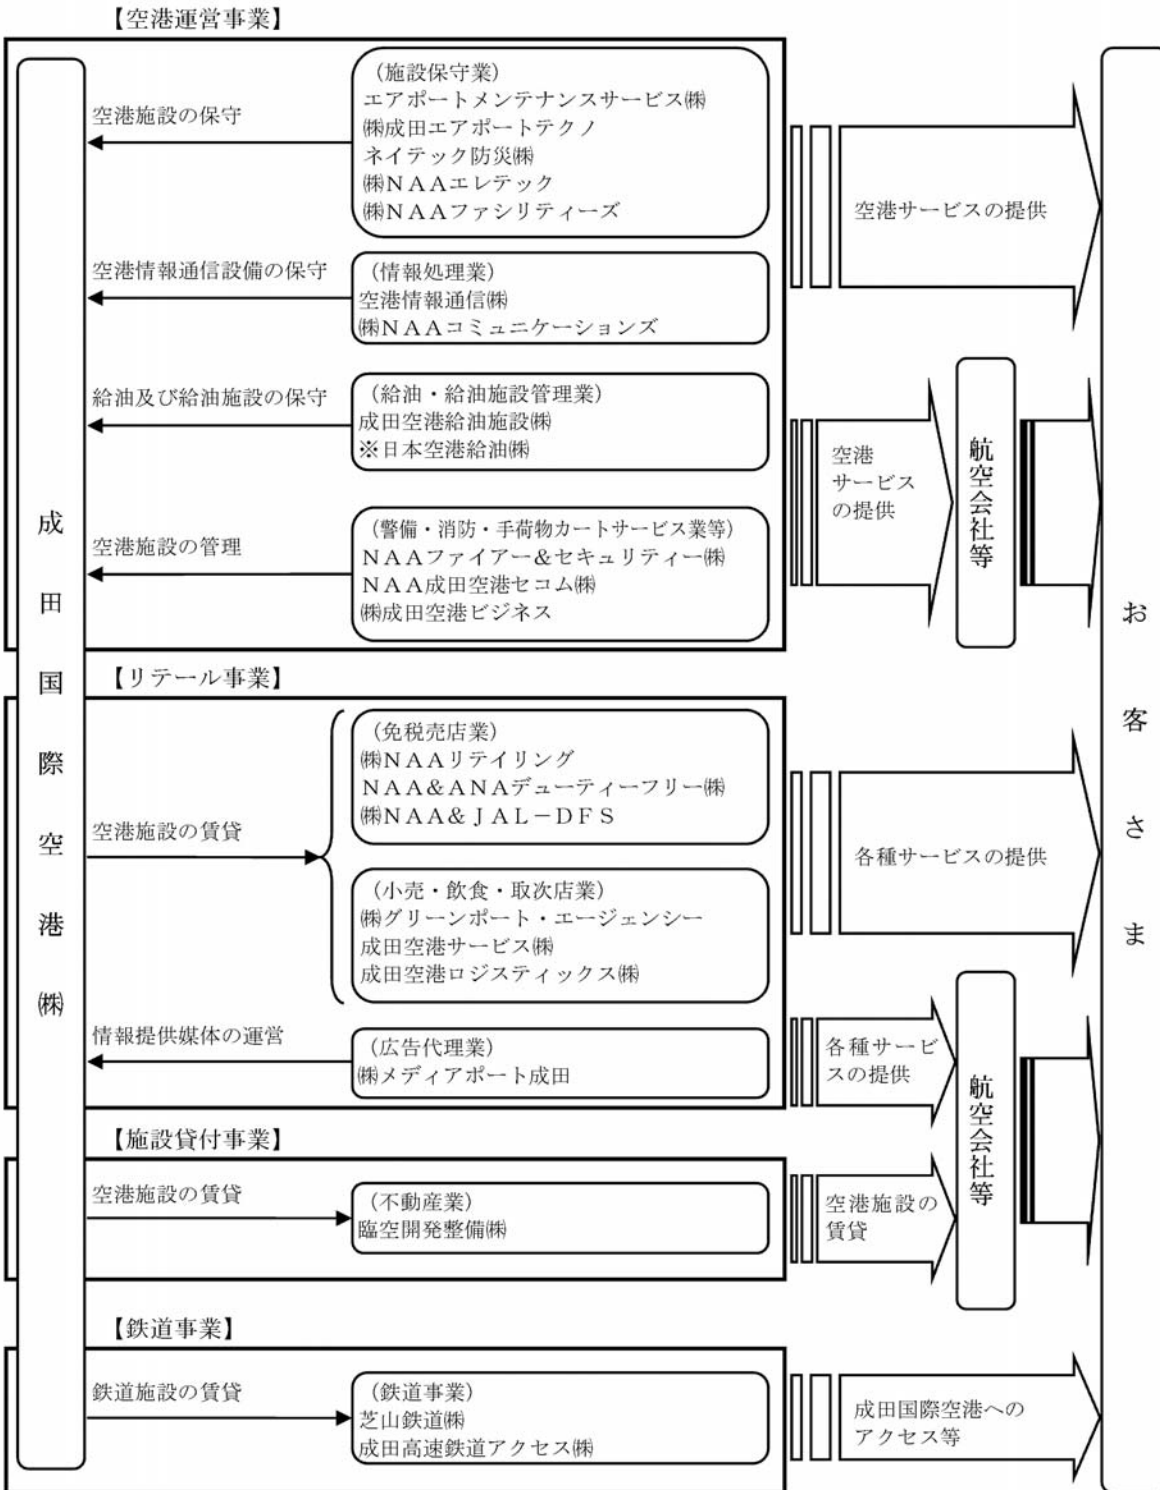 【空港運営事業】
空港施設の保守
（施設保守業）
エアポートメンテナンスサービス㈱
㈱成田エアポートテクノ
ネイテック防災㈱
㈱ＮＡＡエレテック
㈱ＮＡＡファシリティーズ
空港サービスの提供
空港情報通信設備の保守
（情報処理業）
空港情報通信㈱
㈱ＮＡＡコミュニケーションズ
給油及び給油施設の保守
（給油・給油施設管理業）
成田空港給油施設㈱
※日本空港給油㈱
空港
サービス
の提供
航空会社等
空港施設の管理
（警備・消防・手荷物カートサービス業等）
ＮＡＡファイアー＆セキュリティー㈱
ＮＡＡ成田空港セコム㈱
㈱成田空港ビジネス
成田国際空港㈱
お客さま
【リテール事業】
空港施設の賃貸
（免税売店業）
㈱ＮＡＡリテイリング
ＮＡＡ＆ＡＮＡデューティーフリー㈱
㈱ＮＡＡ＆ＪＡＬ－ＤＦＳ
各種サービスの提供
（小売・飲食・取次店業）
㈱グリーンポート・エージェンシー
成田空港サービス㈱
成田空港ロジスティックス㈱
情報提供媒体の運営
（広告代理業）
㈱メディアポート成田
各種サービ
スの提供
航空会社等
【施設貸付事業】
空港施設の賃貸
（不動産業）
臨空開発整備㈱
空港施設の
賃貸
【鉄道事業】
鉄道施設の賃貸
（鉄道事業）
芝山鉄道㈱
成田高速鉄道アクセス㈱
成田国際空港への
アクセス等